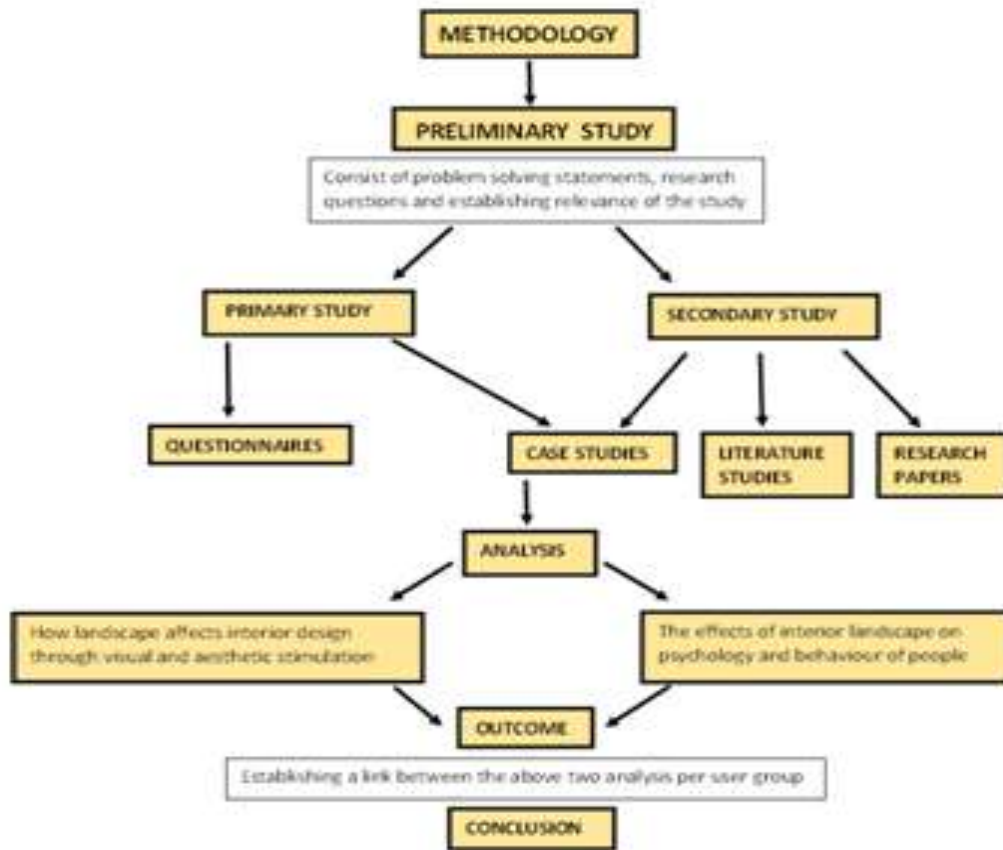 METHODOLOGY
PRELIMINARY STUDY
Consist of problem solving statements, research
questions and establishing relevance of the study
PRIMARY STUDY
SECONDARY STUDY
QUESTIONNAIRES
CASE STUDIES
LITERATURE
STUDIES
RESEARCH
PAPERS
ANALYSIS
How landscape affects interior design
through visual and aesthetic stimulation
The effects of interior landscape on
psychology and behaviour of people
OUTCOME
Establishing a link between the above two analysis per user group
CONCLUSION